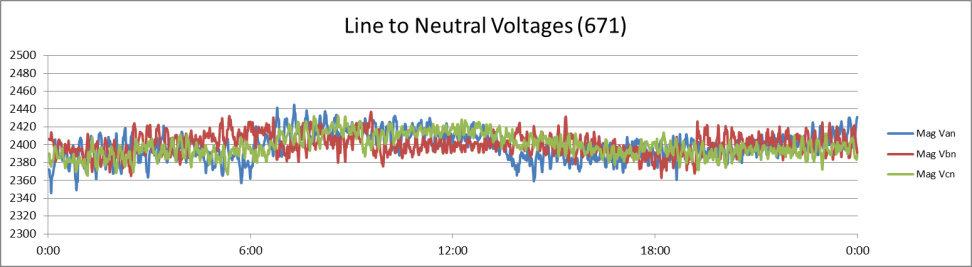 Line to Neutral Voltages (671)
2500
2480
2460
2440
2420
2400
2380
2360
2340
2320
2300
0:00 6:00 12:00 18:00 0:00
Mag Van
Mag Vbn
Mag Vcn